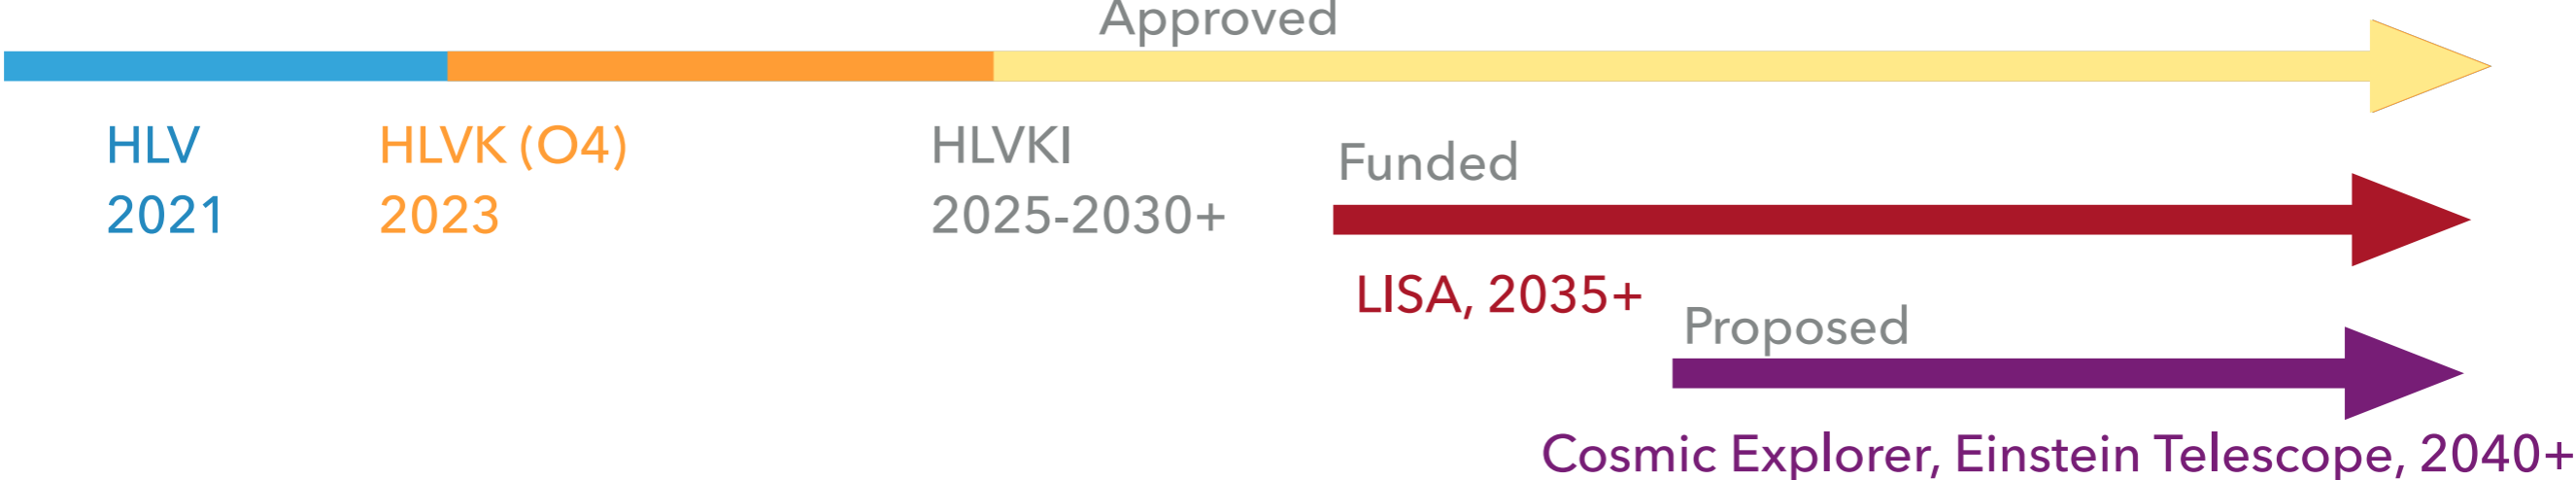 Approved
HLV
2021
HLVK (O4)
2023
HLVKI
2025-2030+
Funded
LISA, 2035+
Proposed
Cosmic Explorer, Einstein Telescope, 2040+